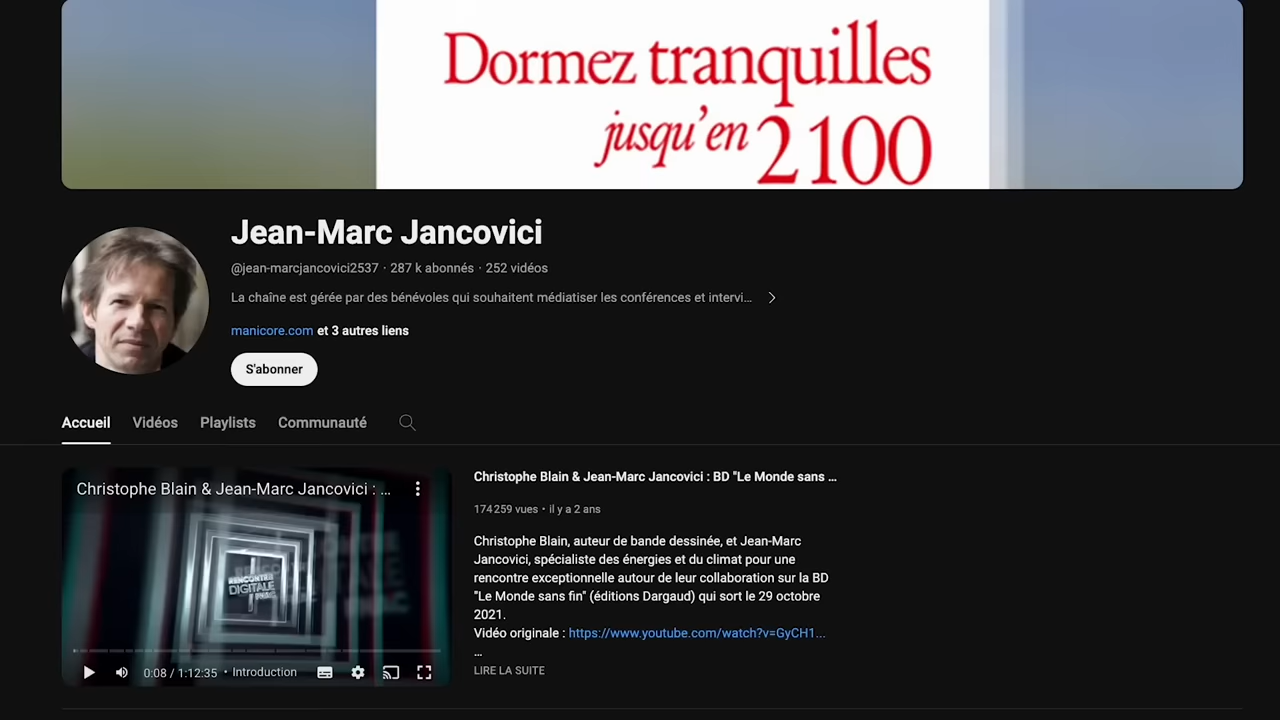 Dormez tranquilles
jusqu'en 2100
Jean-Marc Jancovici
@jean-marcjancovici2537 · 287 k abonnés · 252 vidéos
La chaîne est gérée par des bénévoles qui souhaitent médiatiser les conférences et intervi...
manicore.com et 3 autres liens
S'abonner
Accueil Vidéos Playlists Communauté
Christophe Blain & Jean-Marc Jancovici : ...
RENCONTRE
DIGITALE
FNAC
0:08 / 1:12:35 • Introduction
Christophe Blain & Jean-Marc Jancovici : BD "Le Monde sans ...
174 259 vues • il y a 2 ans
Christophe Blain, auteur de bande dessinée, et Jean-Marc
Jancovici, spécialiste des énergies et du climat pour une
rencontre exceptionnelle autour de leur collaboration sur la BD
"Le Monde sans fin" (éditions Dargaud) qui sort le 29 octobre
2021.
Vidéo originale : https://www.youtube.com/watch?v=GyCH1...
...
LIRE LA SUITE